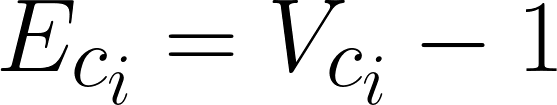 $E_{c_i} = V_{c_i} - 1$